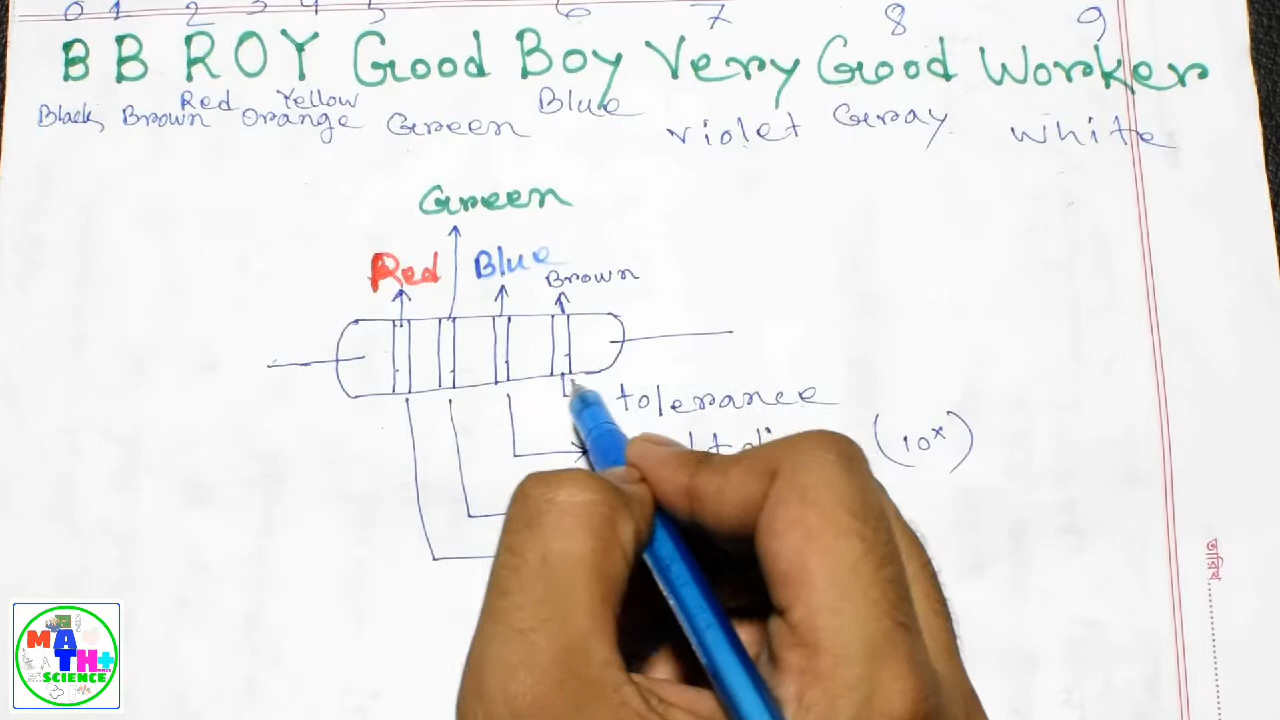 0 1 2 3 4 5 6 7 8 9
B B R O Y Good Boy Very Good Worker
Black, Brown Red Orange Yellow Green Blue violet Gray white
Green
Red Blue Brown
tolerance
(10ˣ)
তারিখ
MATH+
SCIENCE